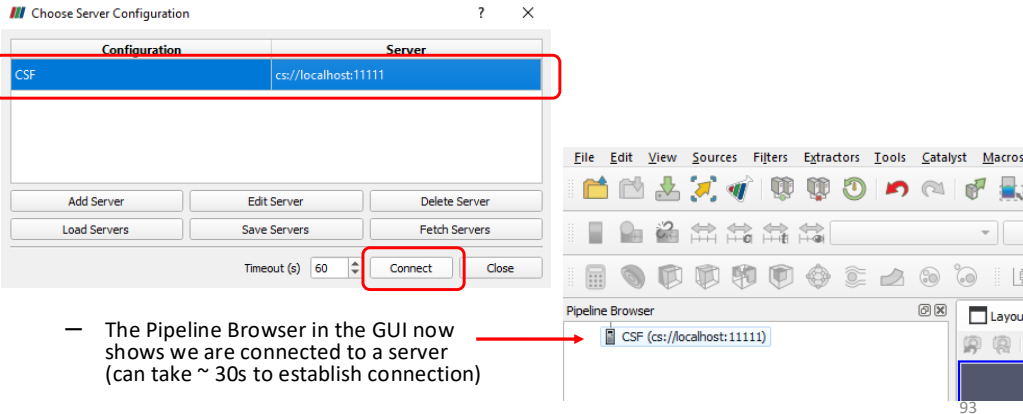 Choose Server Configuration ? ×
Configuration Server
CSF cs://localhost:11111
Add Server Edit Server Delete Server
Load Servers Save Servers Fetch Servers
Timeout (s) 60 Connect Close
– The Pipeline Browser in the GUI now
shows we are connected to a server
(can take ~ 30s to establish connection)
File Edit View Sources Filters Extractors Tools Catalyst Macros
Pipeline Browser
CSF (cs://localhost:11111)
Layou
93